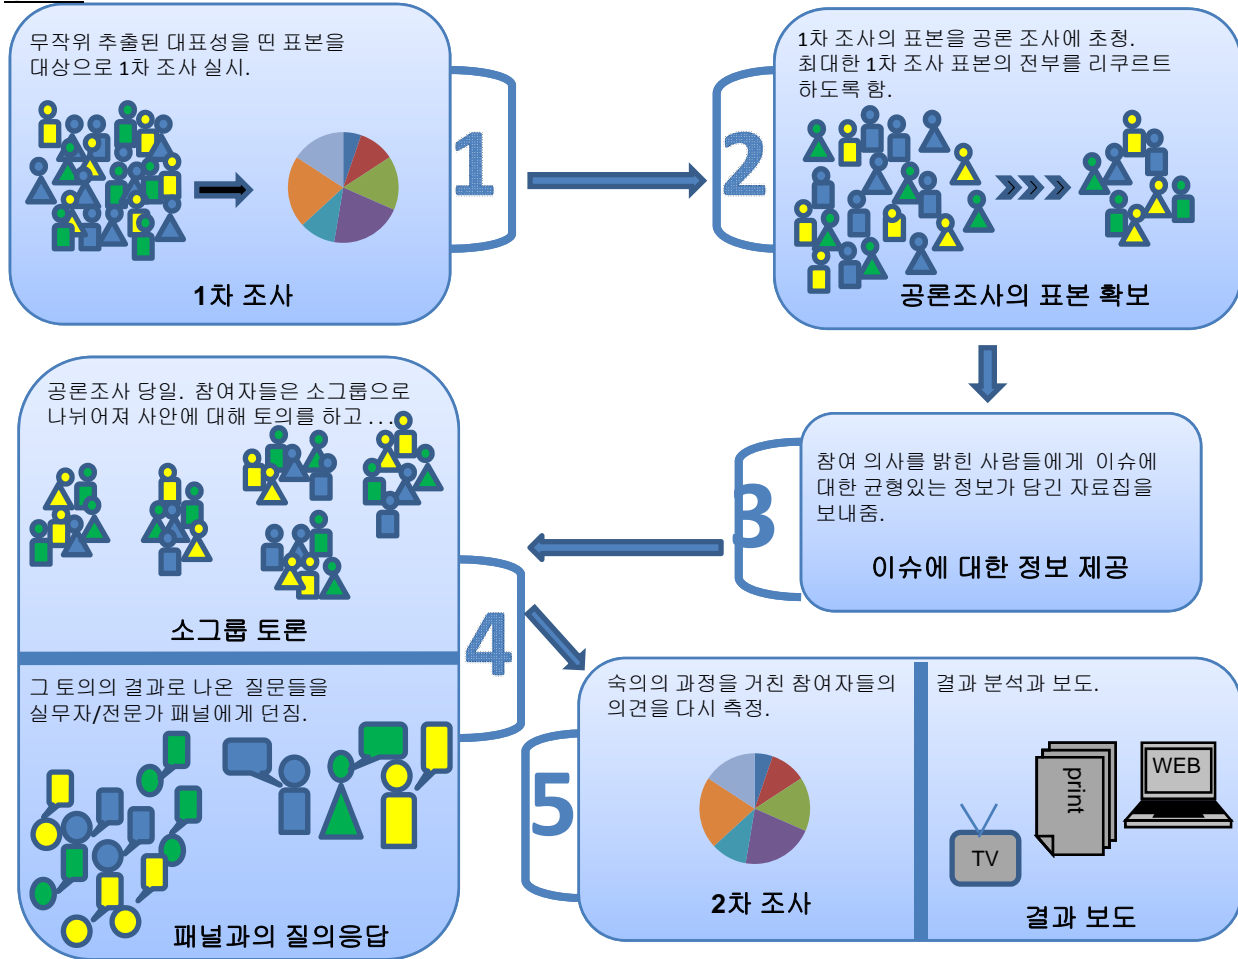 무작위 추출된 대표성을 띤 표본을
대상으로 1차 조사 실시.
1차 조사
1
1차 조사의 표본을 공론 조사에 초청.
최대한 1차 조사 표본의 전부를 리쿠르트
하도록 함.
공론조사의 표본 확보
2
참여 의사를 밝힌 사람들에게 이슈에
대한 균형있는 정보가 담긴 자료집을
보내줌.
이슈에 대한 정보 제공
3
공론조사 당일. 참여자들은 소그룹으로
나뉘어져 사안에 대해 토의를 하고 . . .
소그룹 토론
4
그 토의의 결과로 나온 질문들을
실무자/전문가 패널에게 던짐.
패널과의 질의응답
5
숙의의 과정을 거친 참여자들의
의견을 다시 측정.
2차 조사
결과 분석과 보도.
TV
print
WEB
결과 보도